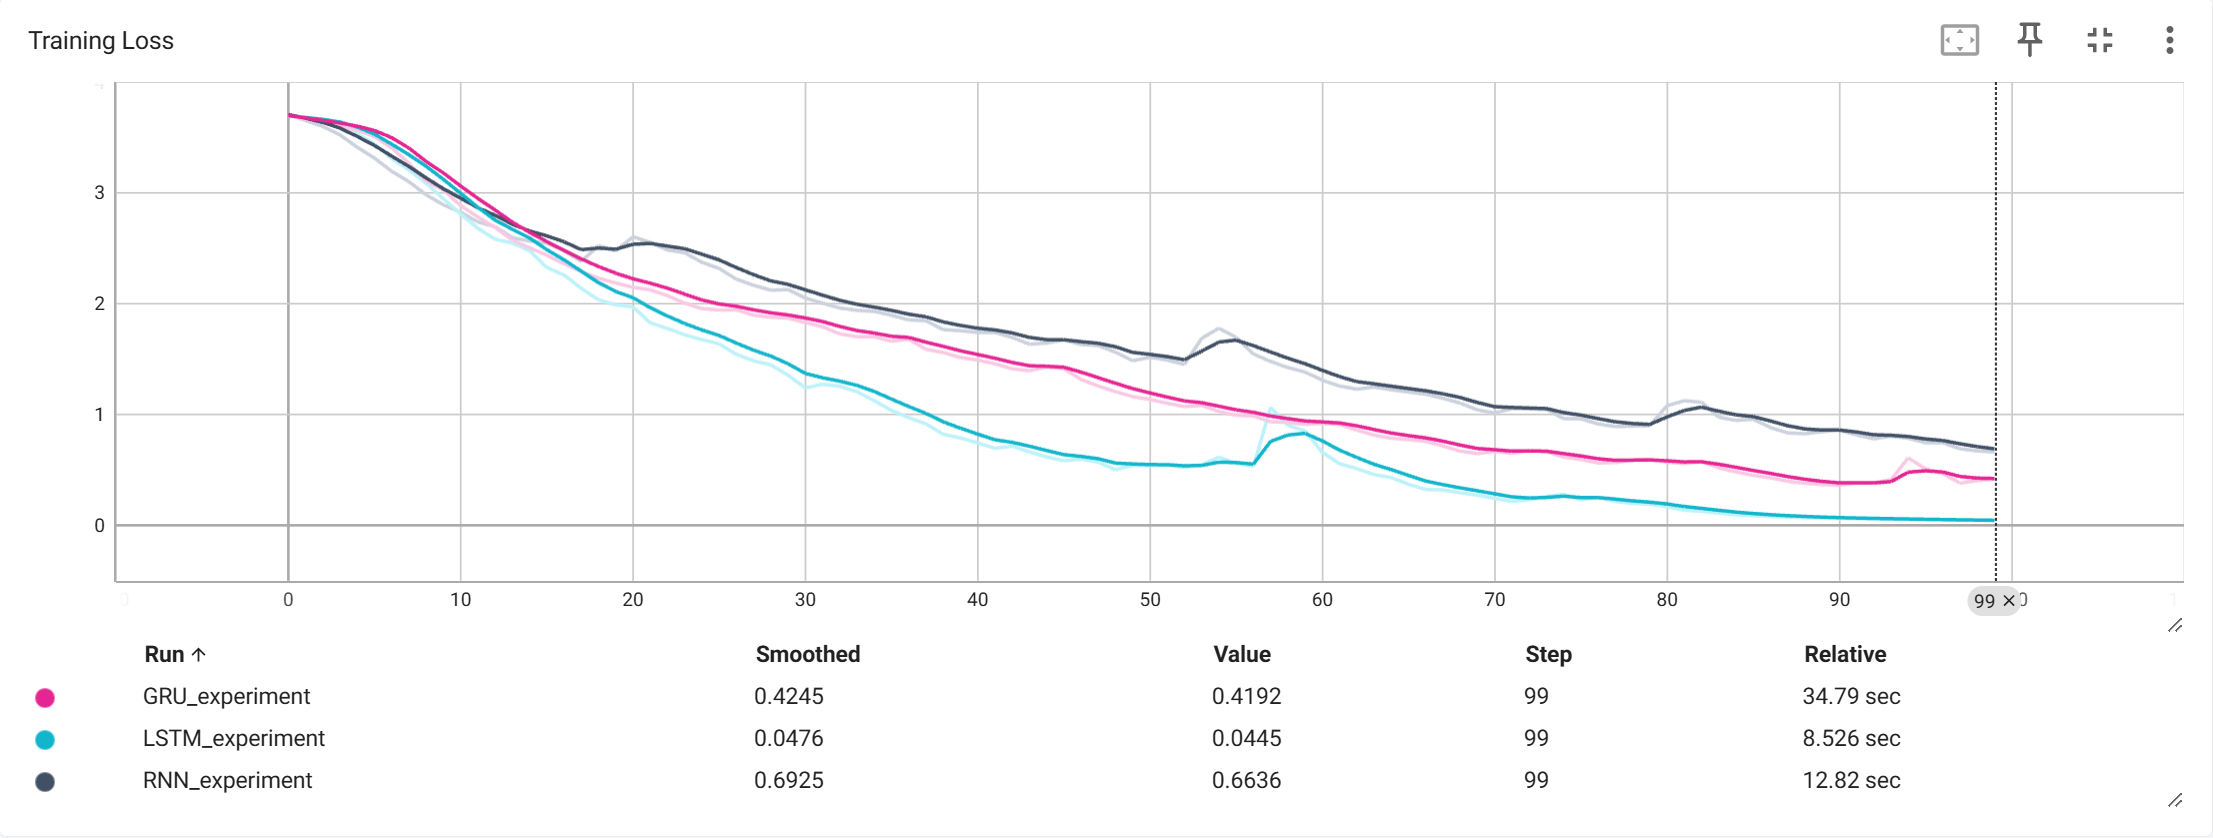 Training Loss
3
2
1
0
0 10 20 30 40 50 60 70 80 90 99 × 0
Run ↑ Smoothed Value Step Relative
GRU_experiment 0.4245 0.4192 99 34.79 sec
LSTM_experiment 0.0476 0.0445 99 8.526 sec
RNN_experiment 0.6925 0.6636 99 12.82 sec